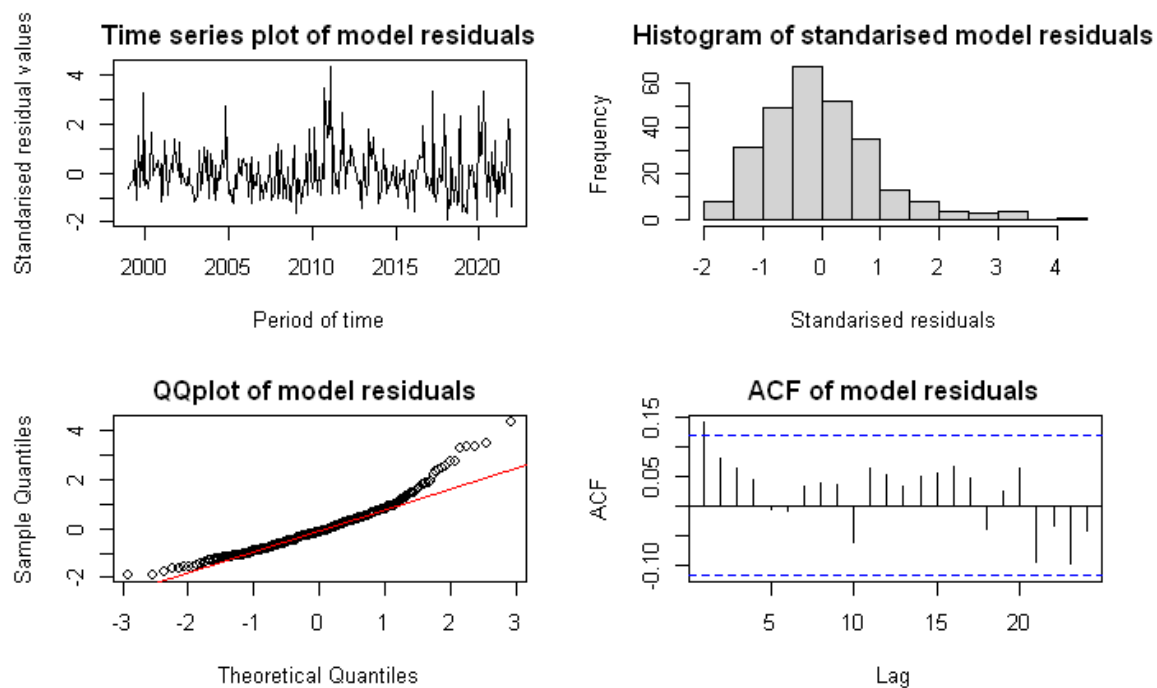 Time series plot of model residuals
Standarised residual values
4
2
0
-2
2000 2005 2010 2015 2020
Period of time
Histogram of standarised model residuals
Frequency
60
40
20
0
-2 -1 0 1 2 3 4
Standarised residuals
QQplot of model residuals
Sample Quantiles
4
2
0
-2
-3 -2 -1 0 1 2 3
Theoretical Quantiles
ACF of model residuals
ACF
0.15
0.05
-0.10
5 10 15 20
Lag